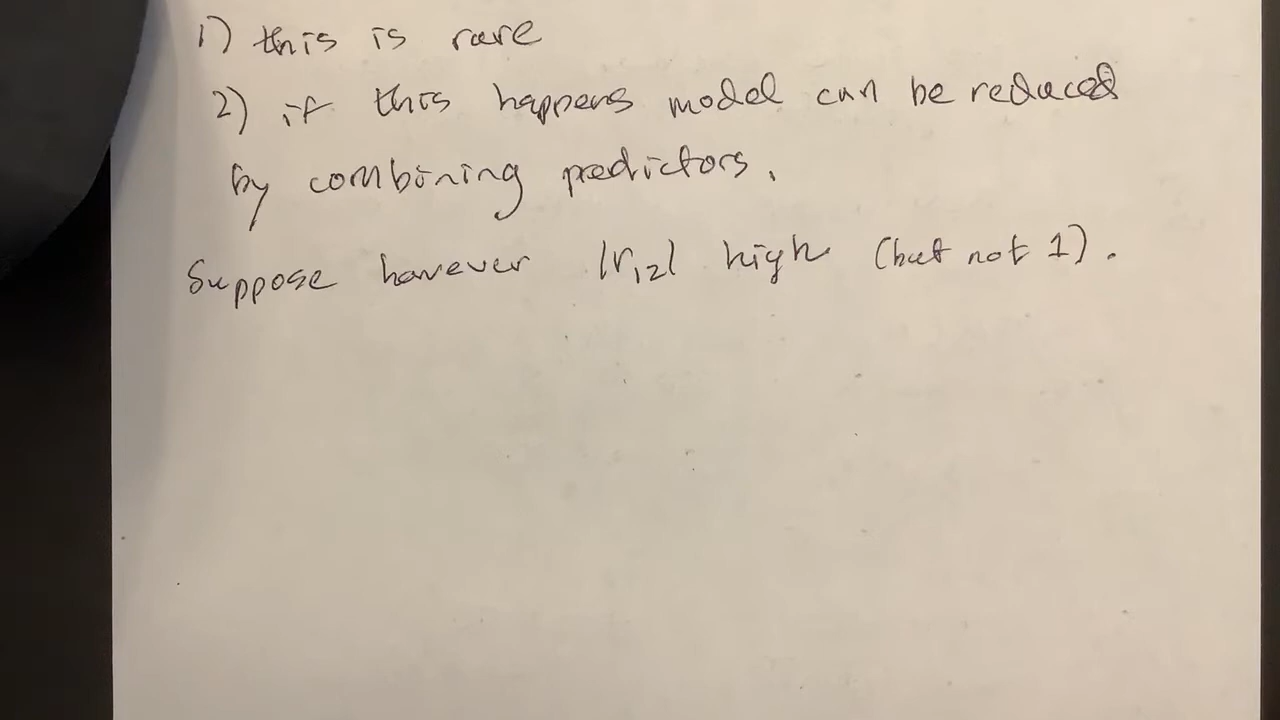 1) this is rare
2) if this happens model can be reduced
by combining predictors.
Suppose however |r₁₂| high (but not 1).